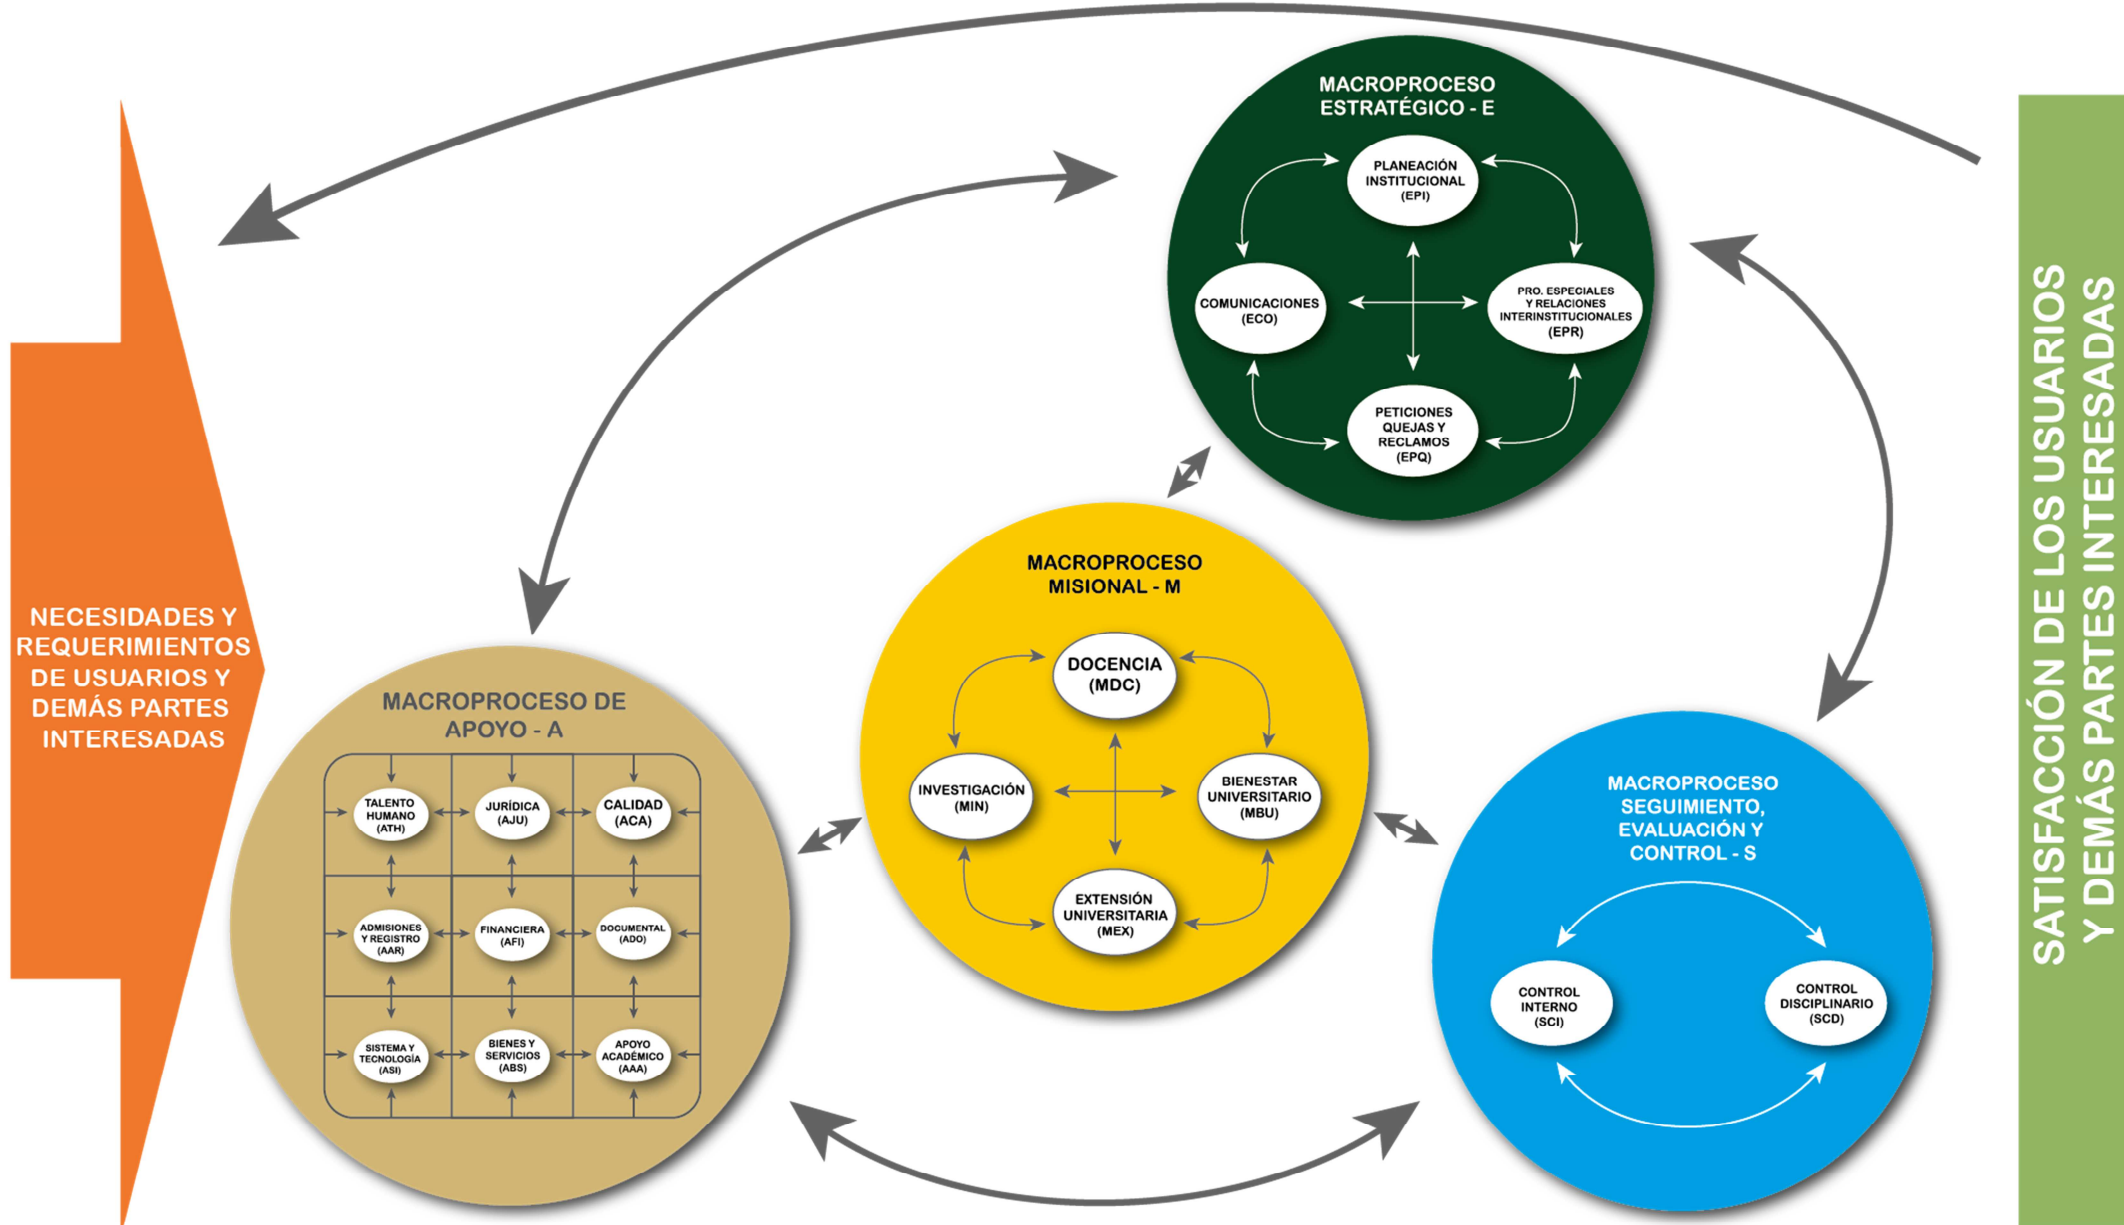 NECESIDADES Y
REQUERIMIENTOS
DE USUARIOS Y
DEMÁS PARTES
INTERESADAS
MACROPROCESO
ESTRATÉGICO - E
PLANEACIÓN
INSTITUCIONAL
(EPI)
COMUNICACIONES
(ECO)
PRO. ESPECIALES
Y RELACIONES
INTERINSTITUCIONALES
(EPR)
PETICIONES
QUEJAS Y
RECLAMOS
(EPQ)
MACROPROCESO
MISIONAL - M
DOCENCIA
(MDC)
INVESTIGACIÓN
(MIN)
BIENESTAR
UNIVERSITARIO
(MBU)
EXTENSIÓN
UNIVERSITARIA
(MEX)
MACROPROCESO DE
APOYO - A
TALENTO
HUMANO
(ATH)
JURÍDICA
(AJU)
CALIDAD
(ACA)
ADMISIONES
Y REGISTRO
(AAR)
FINANCIERA
(AFI)
DOCUMENTAL
(ADO)
SISTEMA Y
TECNOLOGÍA
(ASI)
BIENES Y
SERVICIOS
(ABS)
APOYO
ACADÉMICO
(AAA)
MACROPROCESO
SEGUIMIENTO,
EVALUACIÓN Y
CONTROL - S
CONTROL
INTERNO
(SCI)
CONTROL
DISCIPLINARIO
(SCD)
SATISFACCIÓN DE LOS USUARIOS
Y DEMÁS PARTES INTERESADAS